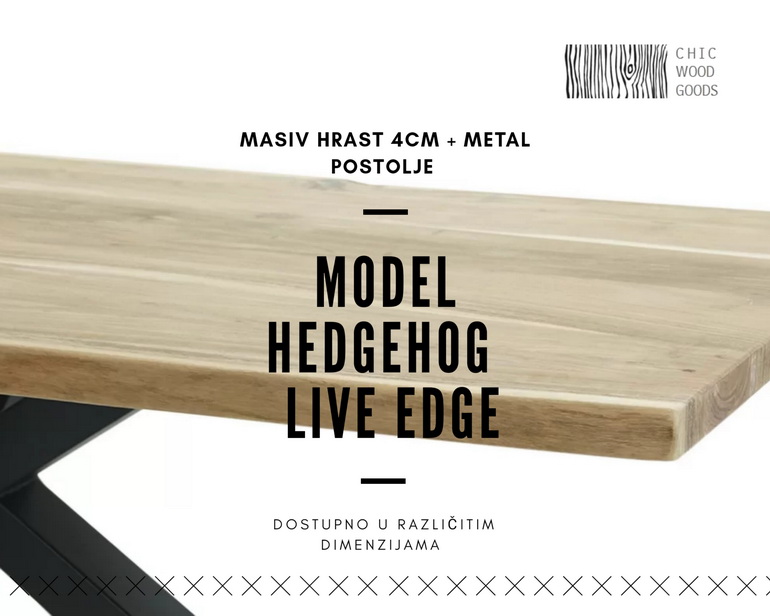 CHIC
WOOD
GOODS
MASIV HRAST 4CM + METAL
POSTOLJE
MODEL
HEDGEHOG
LIVE EDGE
DOSTUPNO U RAZLIČITIM
DIMENZIJAMA